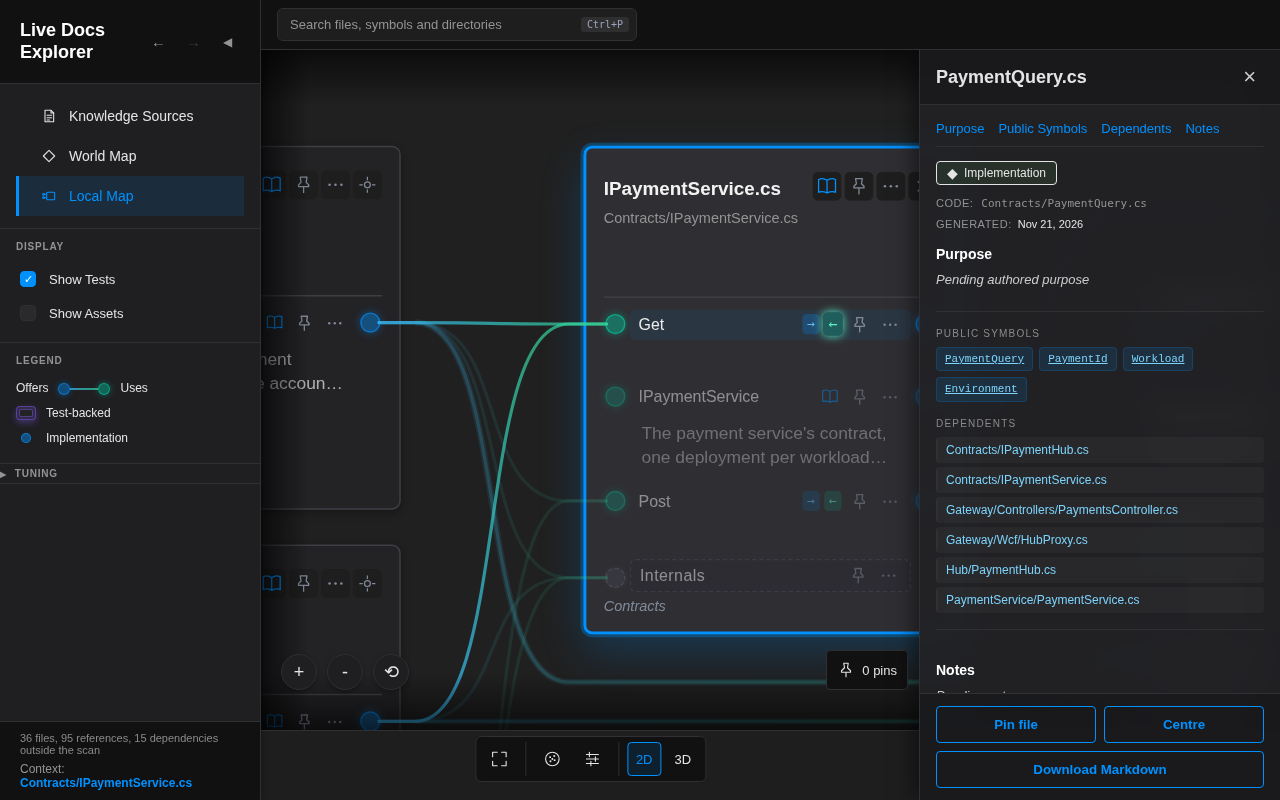 Live Docs
Explorer
Search files, symbols and directories
Ctrl+P
Knowledge Sources
World Map
Local Map
DISPLAY
Show Tests
Show Assets
LEGEND
Offers
Uses
Test-backed
Implementation
TUNING
36 files, 95 references, 15 dependencies
outside the scan
Context:
Contracts/IPaymentService.cs
e accoun…
IPaymentService.cs
Contracts/IPaymentService.cs
Get
IPaymentService
The payment service's contract,
one deployment per workload…
Post
Internals
Contracts
+
-
0 pins
2D
3D
PaymentQuery.cs
Purpose
Public Symbols
Dependents
Notes
Implementation
CODE: Contracts/PaymentQuery.cs
GENERATED: Nov 21, 2026
Purpose
Pending authored purpose
PUBLIC SYMBOLS
PaymentQuery
PaymentId
Workload
Environment
DEPENDENTS
Contracts/IPaymentHub.cs
Contracts/IPaymentService.cs
Gateway/Controllers/PaymentsController.cs
Gateway/Wcf/HubProxy.cs
Hub/PaymentHub.cs
PaymentService/PaymentService.cs
Notes
Pin file
Centre
Download Markdown